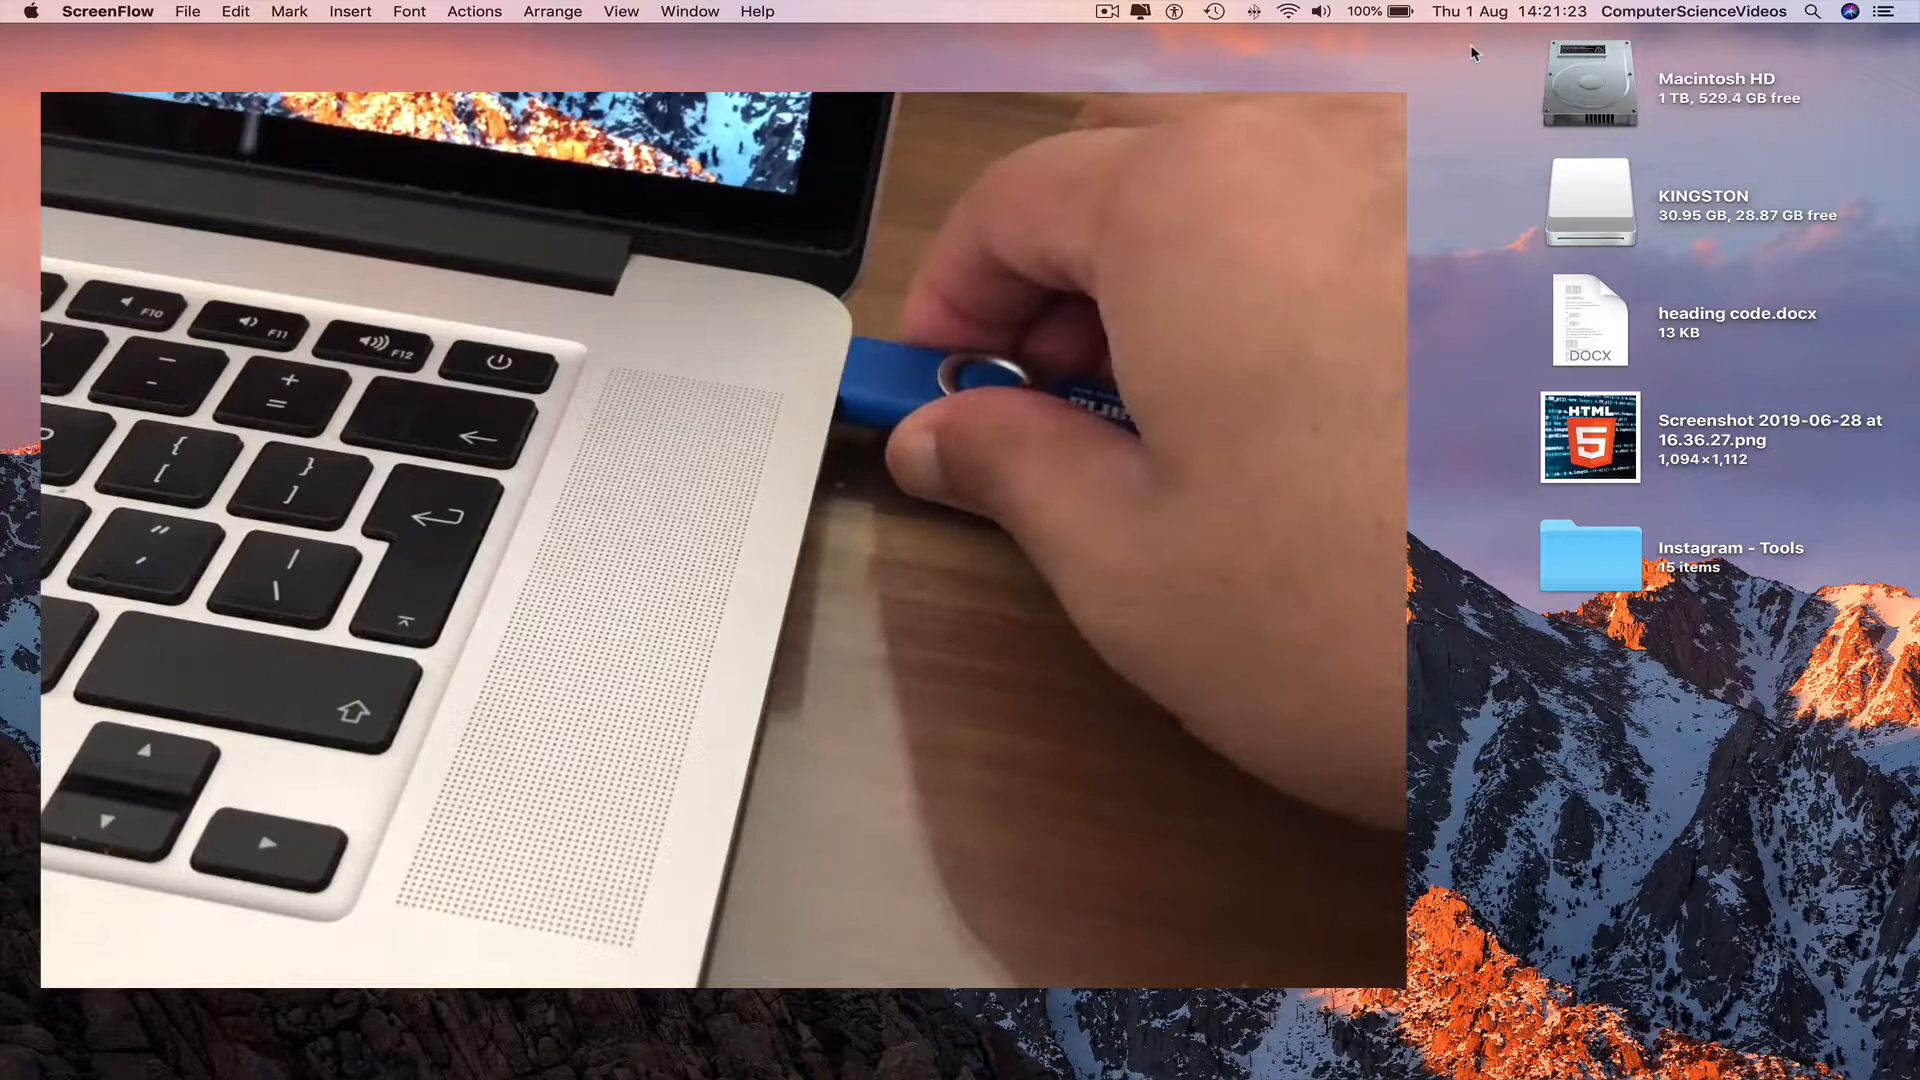 ScreenFlow File Edit Mark Insert Font Actions Arrange View Window Help 100% Thu 1 Aug 14:21:23 ComputerScienceVideos
Macintosh HD
1 TB, 529.4 GB free
KINGSTON
30.95 GB, 28.87 GB free
heading code.docx
13 KB
DOCX
HTML
5
Screenshot 2019-06-28 at
16.36.27.png
1,094×1,112
Instagram - Tools
15 items
F10
F11
F12